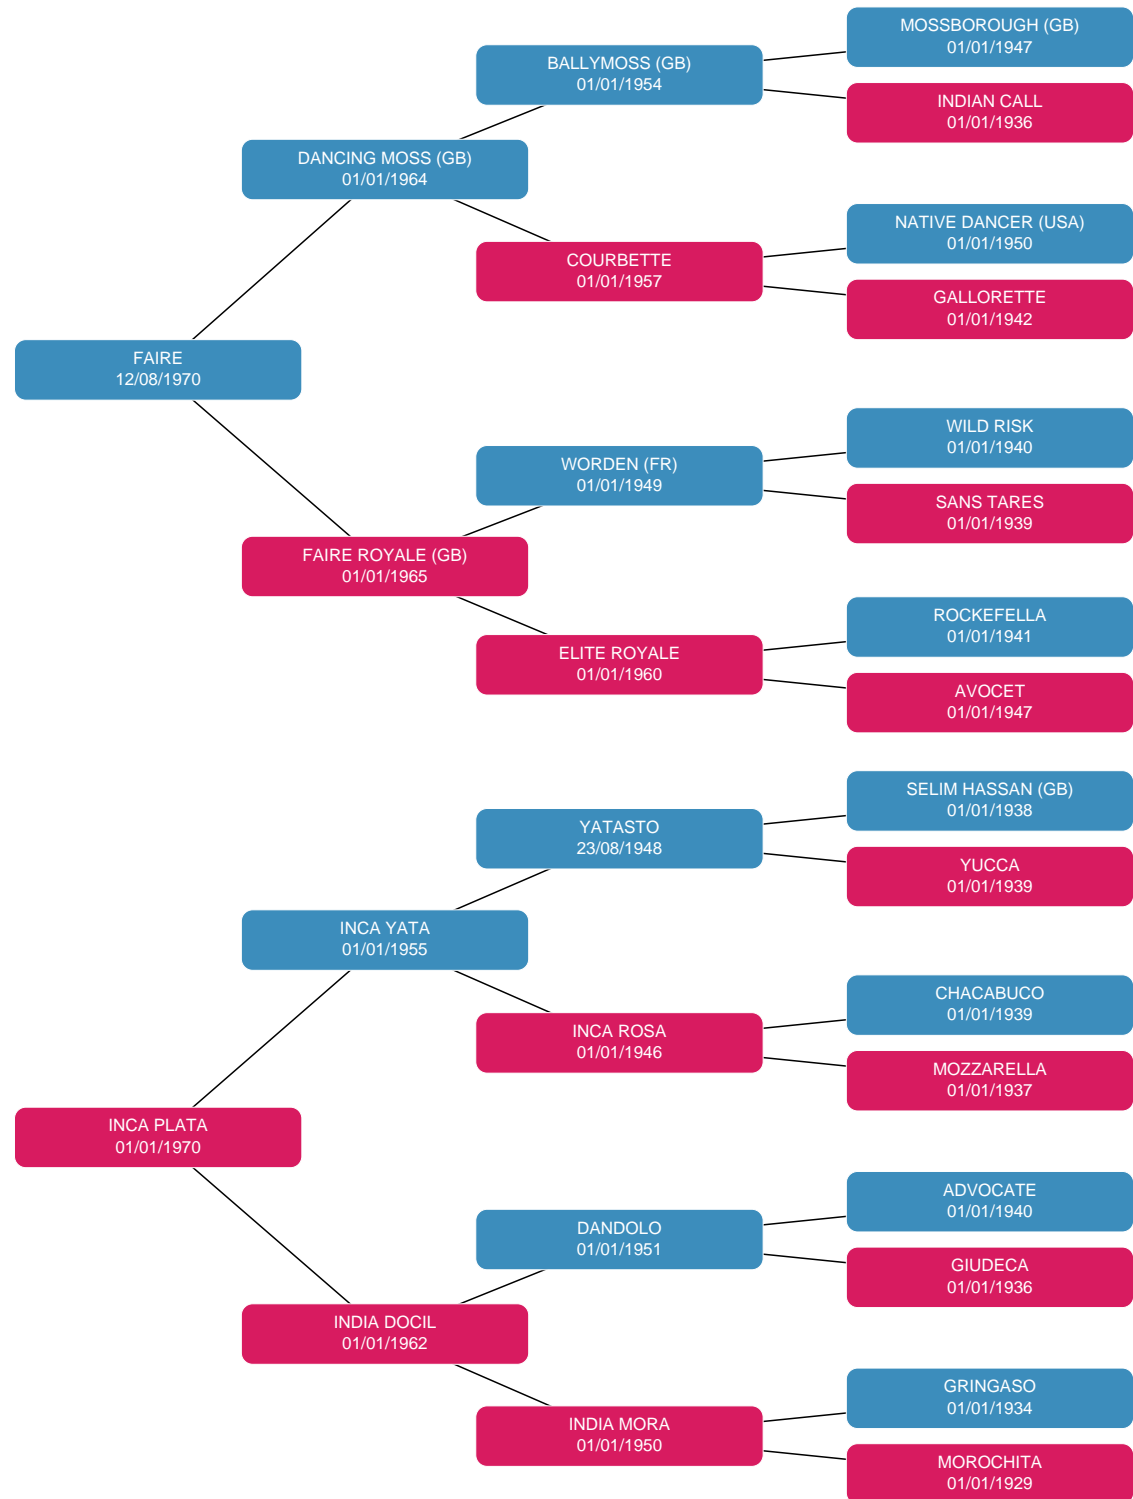 MOSSBOROUGH (GB)
01/01/1947
BALLYMOSS (GB)
01/01/1954
INDIAN CALL
01/01/1936
DANCING MOSS (GB)
01/01/1964
NATIVE DANCER (USA)
01/01/1950
COURBETTE
01/01/1957
GALLORETTE
01/01/1942
FAIRE
12/08/1970
WILD RISK
01/01/1940
WORDEN (FR)
01/01/1949
SANS TARES
01/01/1939
FAIRE ROYALE (GB)
01/01/1965
ROCKEFELLA
01/01/1941
ELITE ROYALE
01/01/1960
AVOCET
01/01/1947
SELIM HASSAN (GB)
01/01/1938
YATASTO
23/08/1948
YUCCA
01/01/1939
INCA YATA
01/01/1955
CHACABUCO
01/01/1939
INCA ROSA
01/01/1946
MOZZARELLA
01/01/1937
INCA PLATA
01/01/1970
ADVOCATE
01/01/1940
DANDOLO
01/01/1951
GIUDECA
01/01/1936
INDIA DOCIL
01/01/1962
GRINGASO
01/01/1934
INDIA MORA
01/01/1950
MOROCHITA
01/01/1929